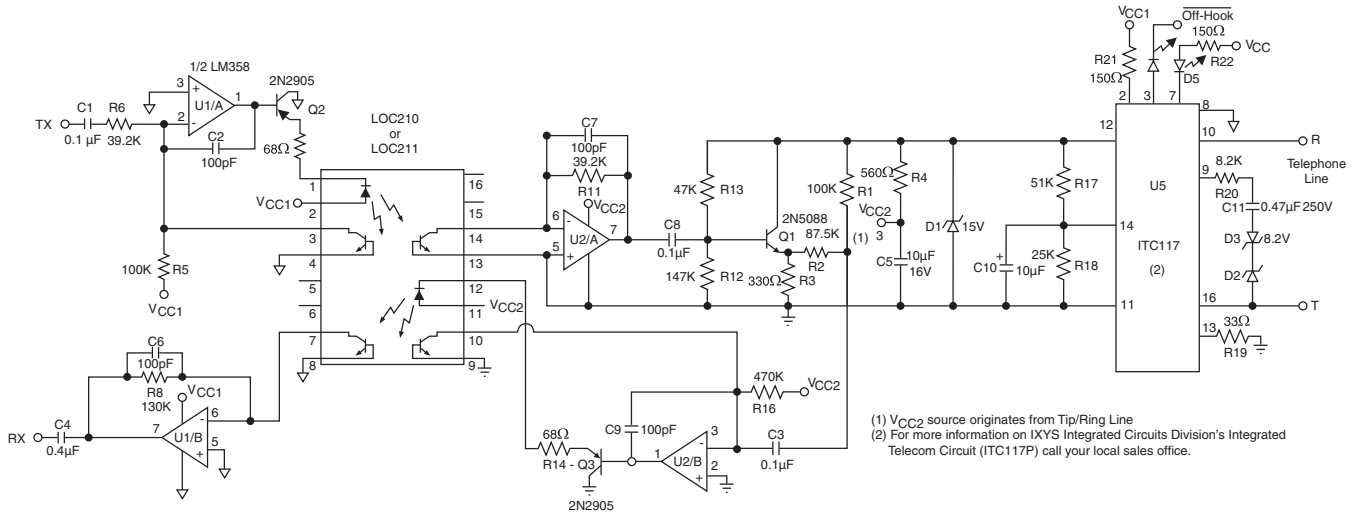 VCC1
Off-Hook
150Ω
VCC
R21
150Ω
R22
D5
2
3
7
8
12
10
R
Telephone
Line
9
8.2K
R20
C11
0.47µF 250V
U5
ITC117
(2)
14
D3
8.2V
D2
11
16
T
13
33Ω
R19
1/2 LM358
2N2905
3
+
U1/A
1
2
-
Q2
C1
R6
TX
0.1 µF
39.2K
C2
100pF
68Ω
LOC210
or
LOC211
1
16
VCC1
2
15
3
14
4
13
5
12
VCC2
6
11
7
10
8
9
100K
R5
VCC1
C7
100pF
39.2K
R11
VCC2
6
-
U2/A
7
5
+
C8
0.1µF
47K
R13
2N5088
Q1
87.5K
R2
(1)
147K
R12
330Ω
R3
100K
R1
560Ω
R4
VCC2
3
C5
10µF
16V
D1
15V
51K
R17
C10
+
10µF
25K
R18
C6
100pF
R8
130K
VCC1
C4
RX
0.4µF
7
U1/B
6
-
5
+
470K
R16
VCC2
C9
100pF
68Ω
R14 - Q3
2N2905
1
U2/B
3
-
2
+
C3
0.1µF
(1) VCC2 source originates from Tip/Ring Line
(2) For more information on IXYS Integrated Circuits Division's Integrated
Telecom Circuit (ITC117P) call your local sales office.